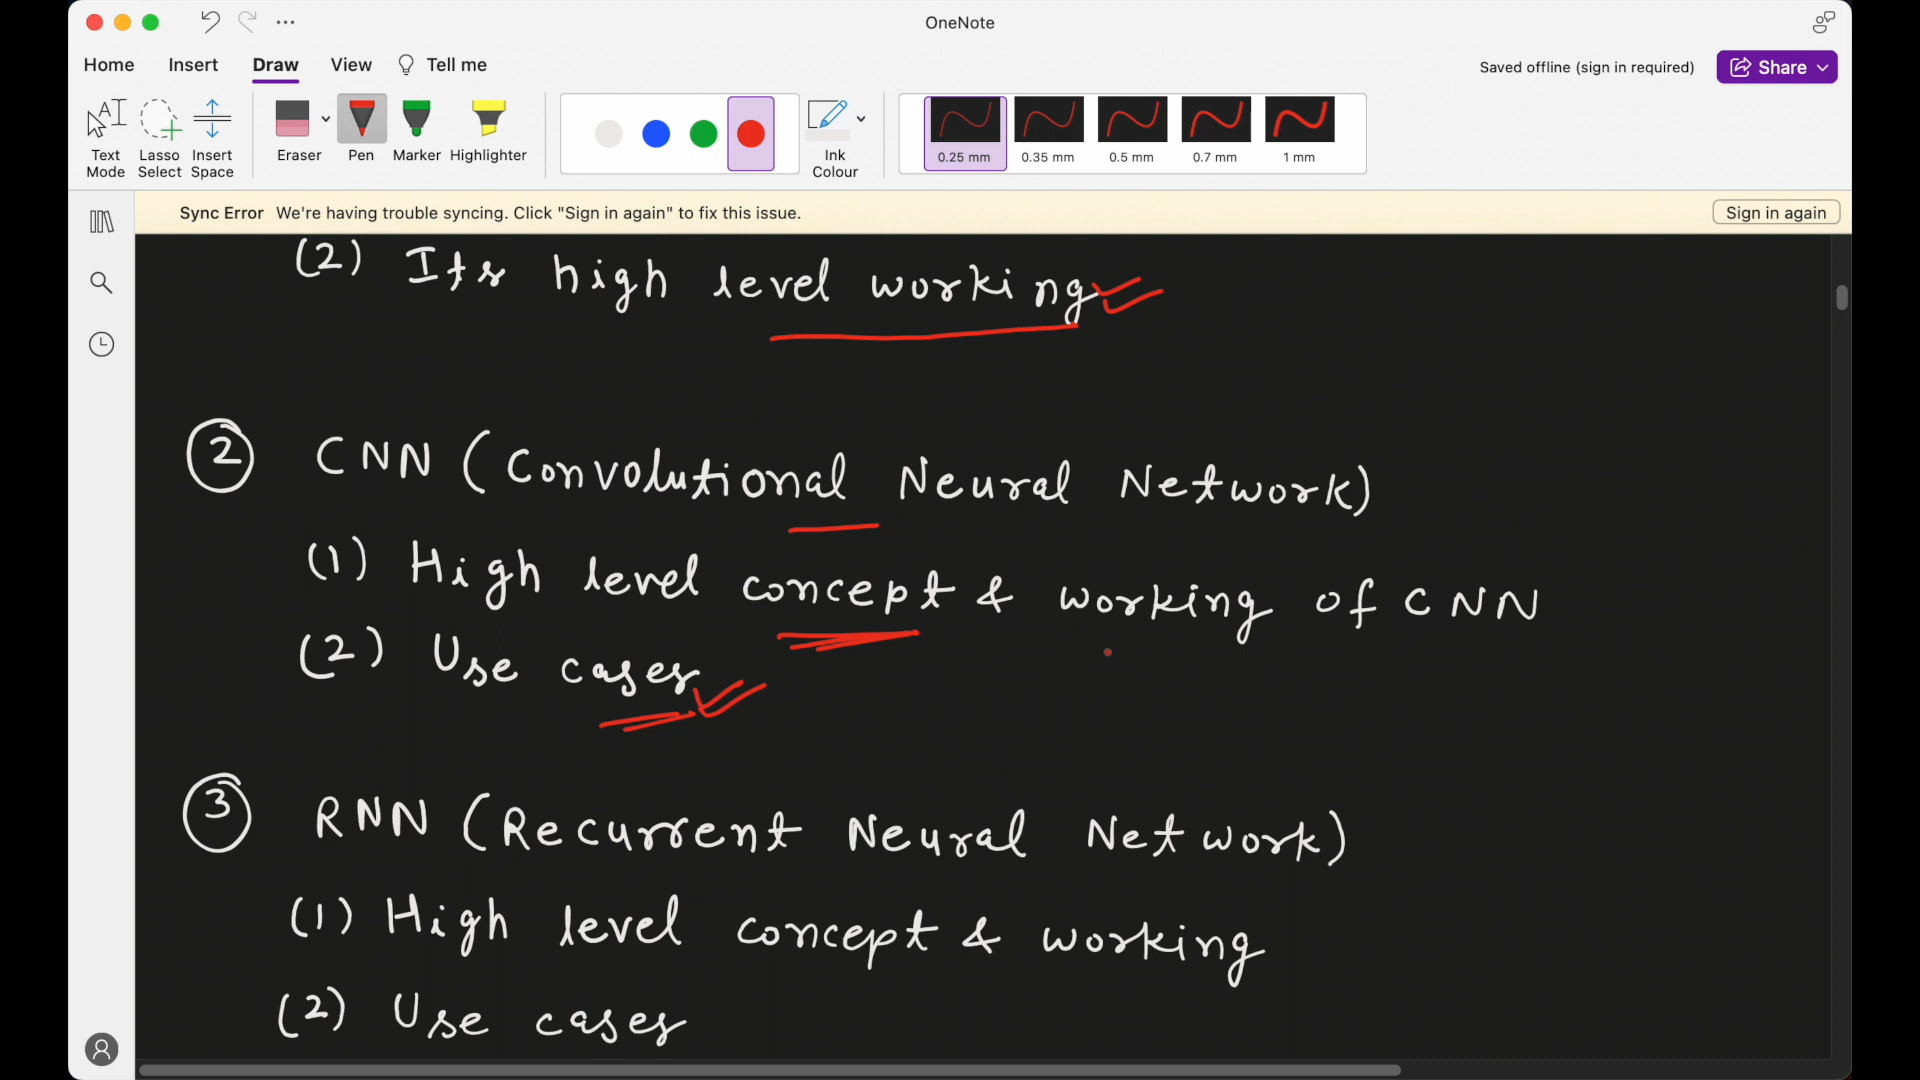 OneNote
Home Insert Draw View Tell me
Saved offline (sign in required) Share
Text Mode
Lasso Select
Insert Space
Eraser
Pen
Marker
Highlighter
Ink Colour
0.25 mm 0.35 mm 0.5 mm 0.7 mm 1 mm
Sync Error We're having trouble syncing. Click "Sign in again" to fix this issue. Sign in again
(2) Its high level working
2 CNN (Convolutional Neural Network)
(1) High level concept & working of CNN
(2) Use cases
3 RNN (Recurrent Neural Network)
(1) High level concept & working
(2) Use cases